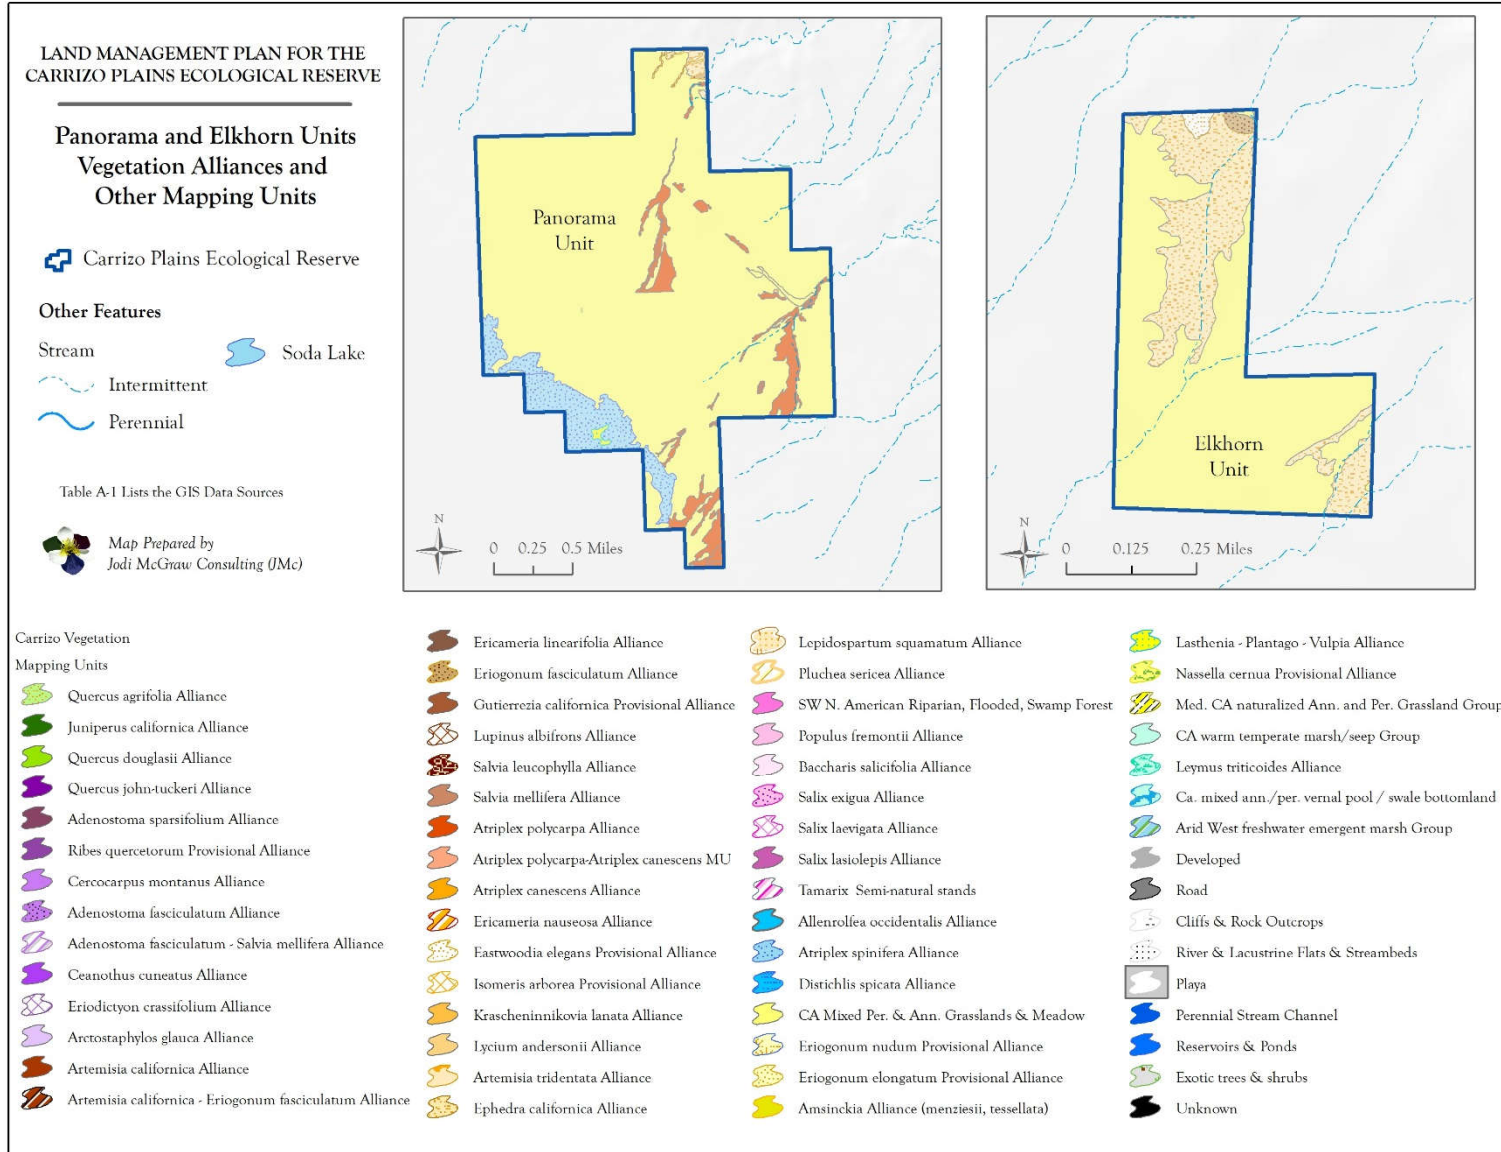 LAND MANAGEMENT PLAN FOR THE
CARRIZO PLAINS ECOLOGICAL RESERVE
Panorama and Elkhorn Units
Vegetation Alliances and
Other Mapping Units
Carrizo Plains Ecological Reserve
Other Features
Stream
Soda Lake
Intermittent
Perennial
Table A-1 Lists the GIS Data Sources
Map Prepared by
Jodi McGraw Consulting (JMc)
Panorama
Unit
N
0 0.25 0.5 Miles
Elkhorn
Unit
N
0 0.125 0.25 Miles
Carrizo Vegetation
Mapping Units
Quercus agrifolia Alliance
Juniperus californica Alliance
Quercus douglasii Alliance
Quercus john-tuckeri Alliance
Adenostoma sparsifolium Alliance
Ribes quercetorum Provisional Alliance
Cercocarpus montanus Alliance
Adenostoma fasciculatum Alliance
Adenostoma fasciculatum - Salvia mellifera Alliance
Ceanothus cuneatus Alliance
Eriodictyon crassifolium Alliance
Arctostaphylos glauca Alliance
Artemisia californica Alliance
Artemisia californica - Eriogonum fasciculatum Alliance
Ericameria linearifolia Alliance
Eriogonum fasciculatum Alliance
Gutierrezia californica Provisional Alliance
Lupinus albifrons Alliance
Salvia leucophylla Alliance
Salvia mellifera Alliance
Atriplex polycarpa Alliance
Atriplex polycarpa-Atriplex canescens MU
Atriplex canescens Alliance
Ericameria nauseosa Alliance
Eastwoodia elegans Provisional Alliance
Isomeris arborea Provisional Alliance
Krascheninnikovia lanata Alliance
Lycium andersonii Alliance
Artemisia tridentata Alliance
Ephedra californica Alliance
Lepidospartum squamatum Alliance
Pluchea sericea Alliance
SW N. American Riparian, Flooded, Swamp Forest
Populus fremontii Alliance
Baccharis salicifolia Alliance
Salix exigua Alliance
Salix laevigata Alliance
Salix lasiolepis Alliance
Tamarix Semi-natural stands
Allenrolfea occidentalis Alliance
Atriplex spinifera Alliance
Distichlis spicata Alliance
CA Mixed Per. & Ann. Grasslands & Meadow
Eriogonum nudum Provisional Alliance
Eriogonum elongatum Provisional Alliance
Amsinckia Alliance (menziesii, tessellata)
Lasthenia - Plantago - Vulpia Alliance
Nassella cernua Provisional Alliance
Med. CA naturalized Ann. and Per. Grassland Group
CA warm temperate marsh/seep Group
Leymus triticoides Alliance
Ca. mixed ann./per. vernal pool / swale bottomland
Arid West freshwater emergent marsh Group
Developed
Road
Cliffs & Rock Outcrops
River & Lacustrine Flats & Streambeds
Playa
Perennial Stream Channel
Reservoirs & Ponds
Exotic trees & shrubs
Unknown